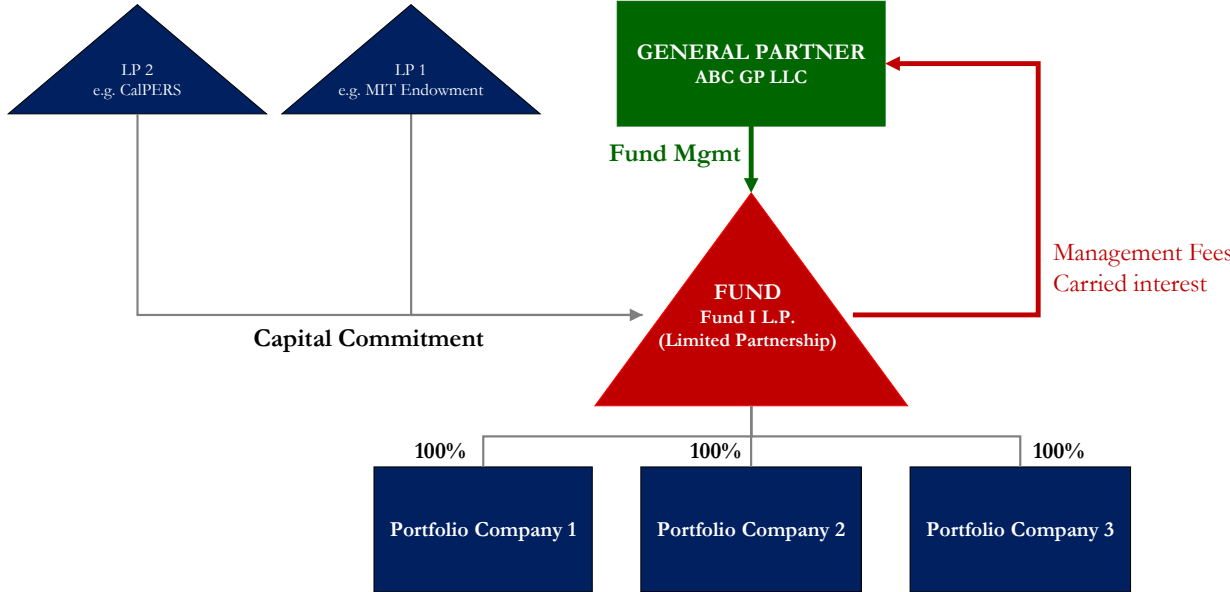 LP 2
e.g. CalPERS
LP 1
e.g. MIT Endowment
GENERAL PARTNER
ABC GP LLC
Fund Mgmt
Management Fees
Carried interest
FUND
Fund I L.P.
(Limited Partnership)
Capital Commitment
100%
100%
100%
Portfolio Company 1
Portfolio Company 2
Portfolio Company 3